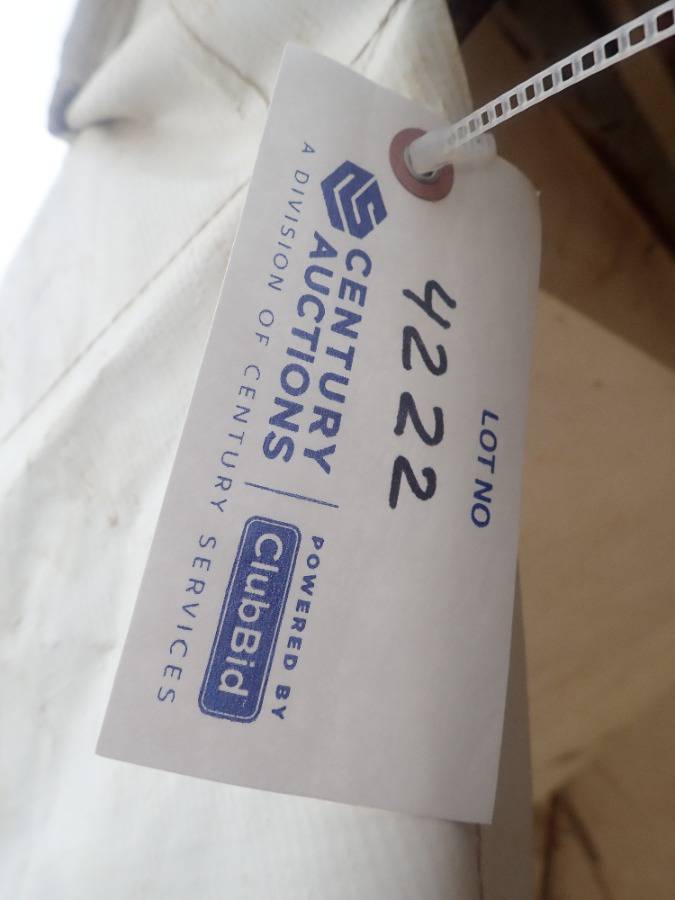 LOT NO
4222
CENTURY
AUCTIONS
A DIVISION OF CENTURY SERVICES
POWERED BY
ClubBid